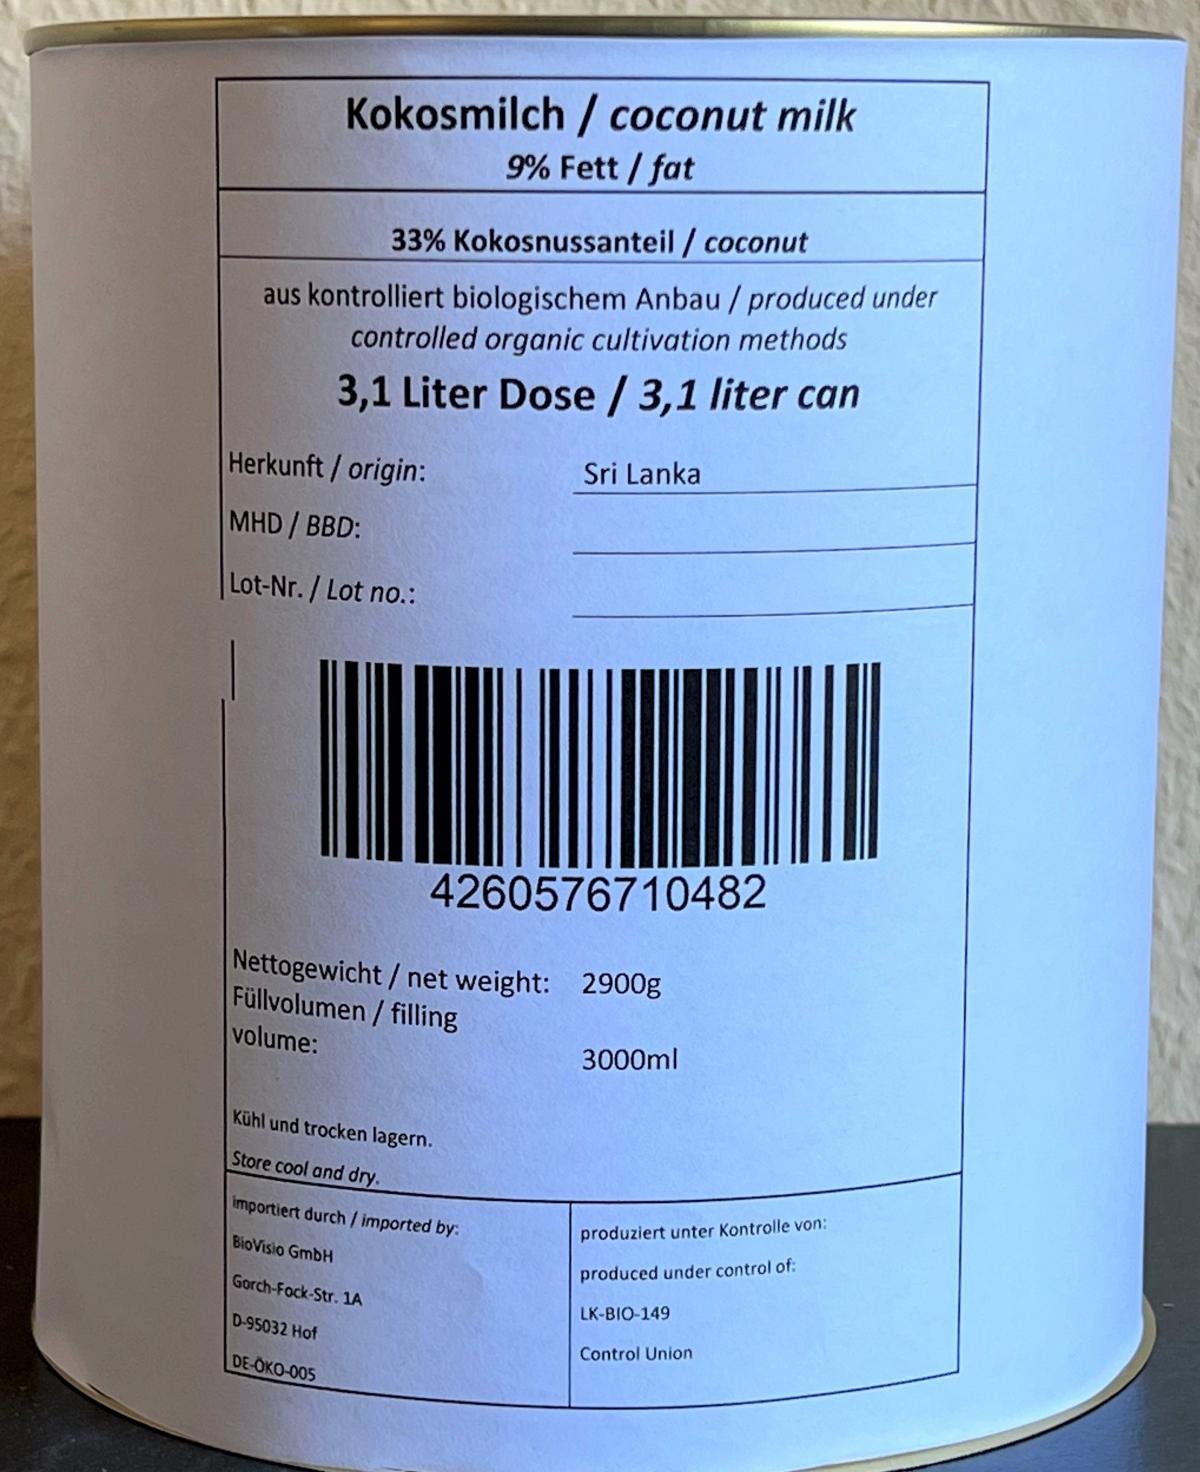 Kokosmilch / coconut milk
9% Fett / fat
33% Kokosnussanteil / coconut
aus kontrolliert biologischem Anbau / produced under
controlled organic cultivation methods
3,1 Liter Dose / 3,1 liter can
Herkunft / origin: Sri Lanka
MHD / BBD:
Lot-Nr. / Lot no.:
4260576710482
Nettogewicht / net weight: 2900g
Füllvolumen / filling
volume: 3000ml
Kühl und trocken lagern.
Store cool and dry.
importiert durch / imported by:
BioVisio GmbH
Gorch-Fock-Str. 1A
D-95032 Hof
DE-ÖKO-005
produziert unter Kontrolle von:
produced under control of:
LK-BIO-149
Control Union